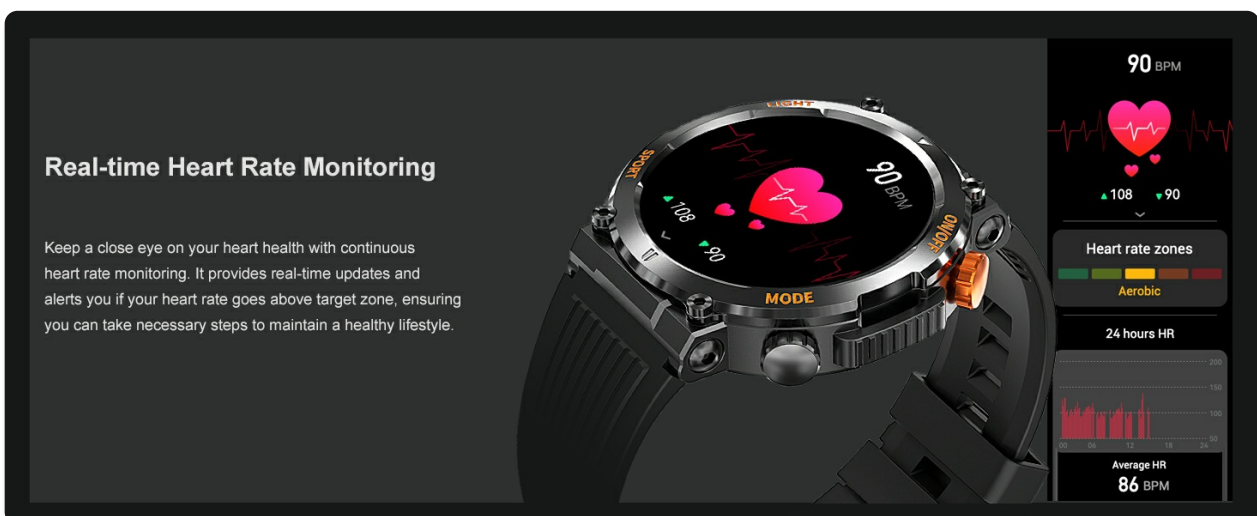 Real-time Heart Rate Monitoring
Keep a close eye on your heart health with continuous
heart rate monitoring. It provides real-time updates and
alerts you if your heart rate goes above target zone, ensuring
you can take necessary steps to maintain a healthy lifestyle.
LIGHT
SPORT
90 BPM
108
90
ON/OFF
MODE
90 BPM
108 90
Heart rate zones
Aerobic
24 hours HR
200
150
100
50
00 06 12 18 24
Average HR
86 BPM